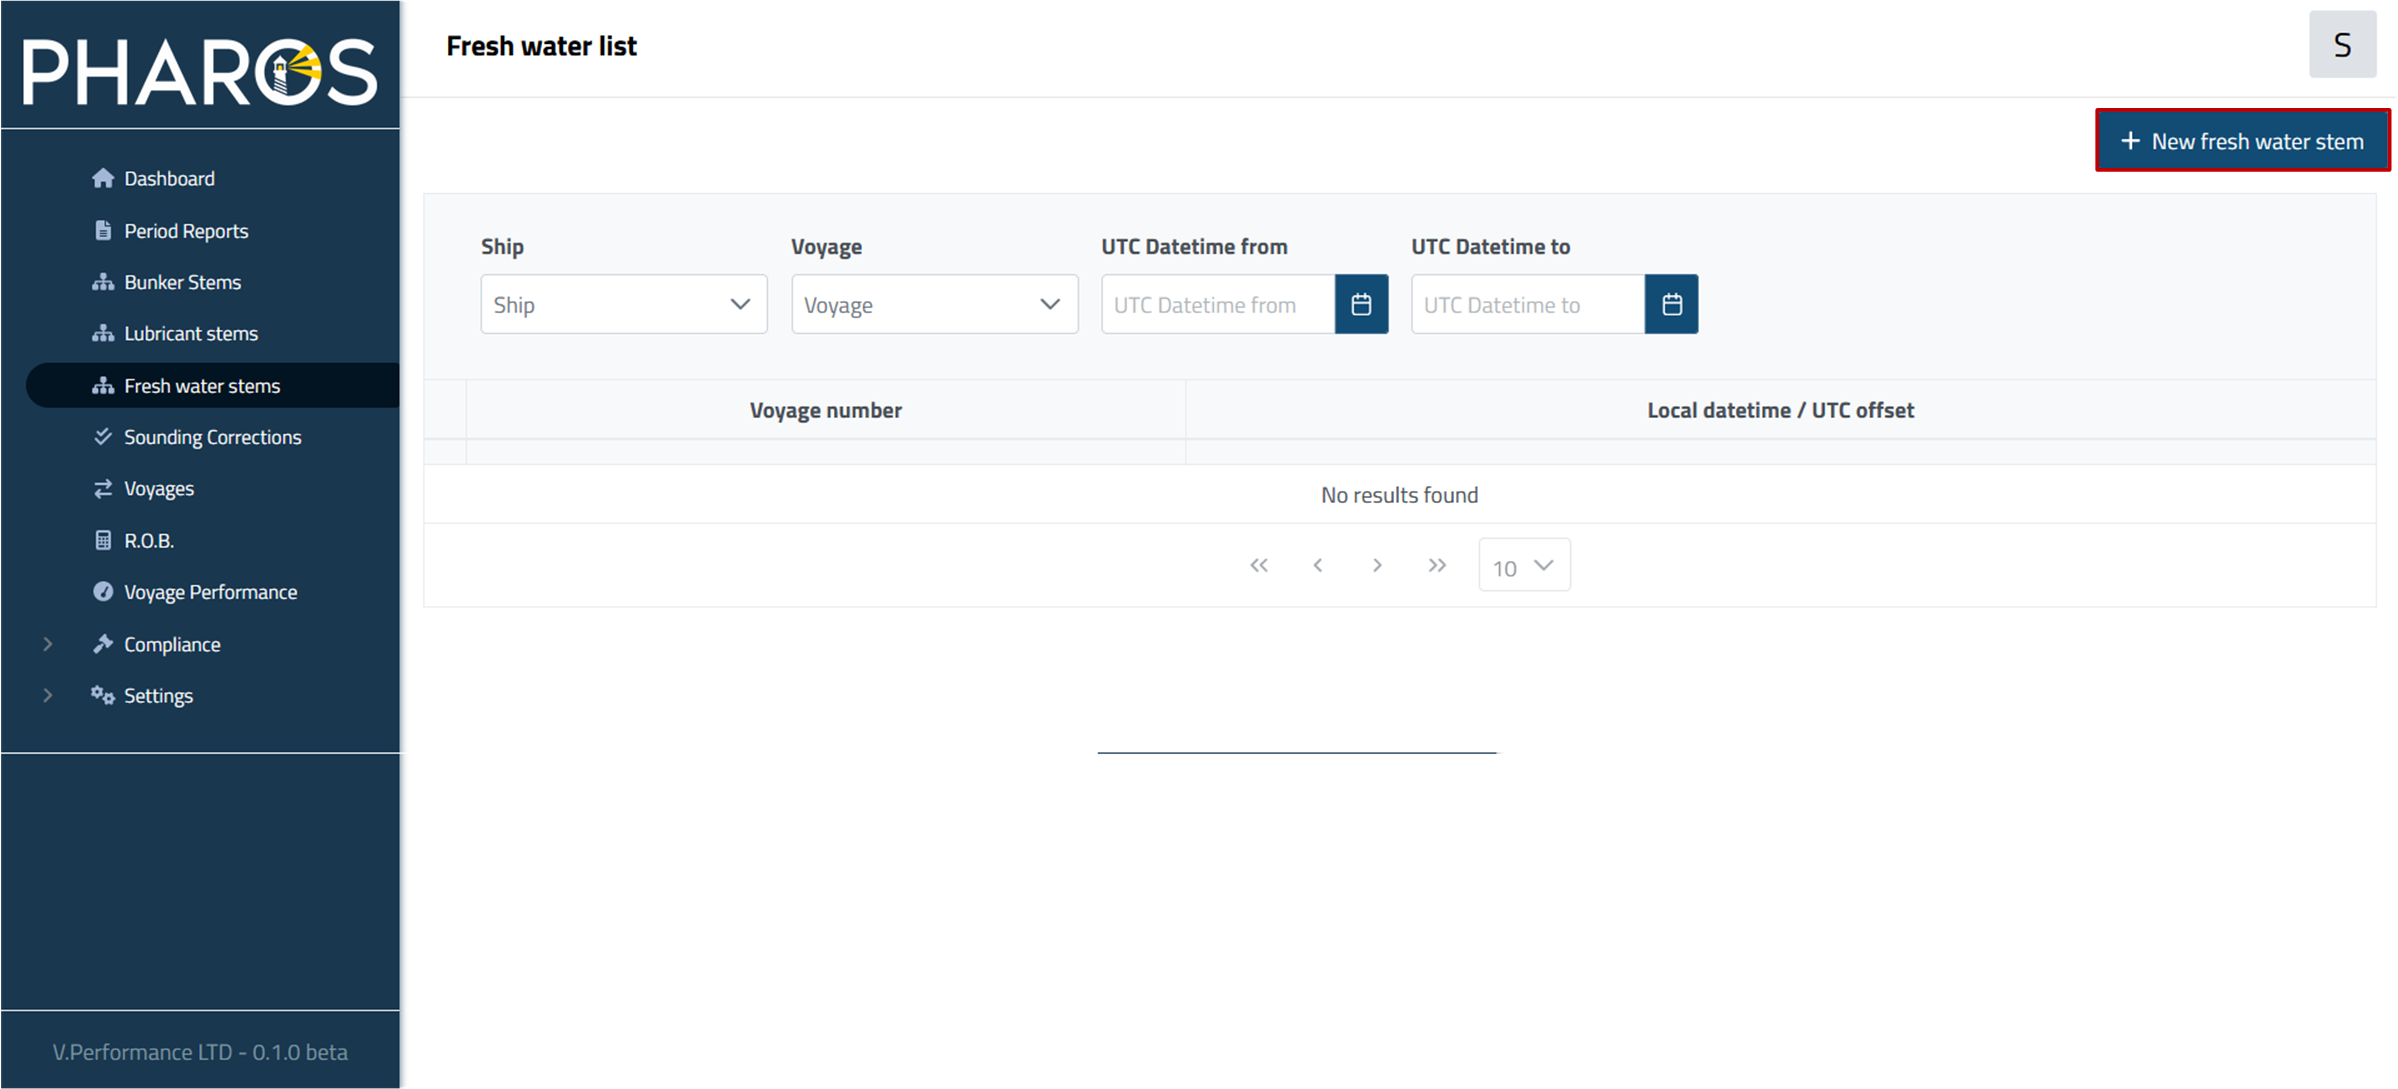 PHAROS
Fresh water list
S
+ New fresh water stem
Dashboard
Period Reports
Bunker Stems
Lubricant stems
Fresh water stems
Sounding Corrections
Voyages
R.O.B.
Voyage Performance
Compliance
Settings
V.Performance LTD - 0.1.0 beta
Ship Voyage UTC Datetime from UTC Datetime to
Ship Voyage UTC Datetime from UTC Datetime to
Voyage number Local datetime / UTC offset
No results found
10